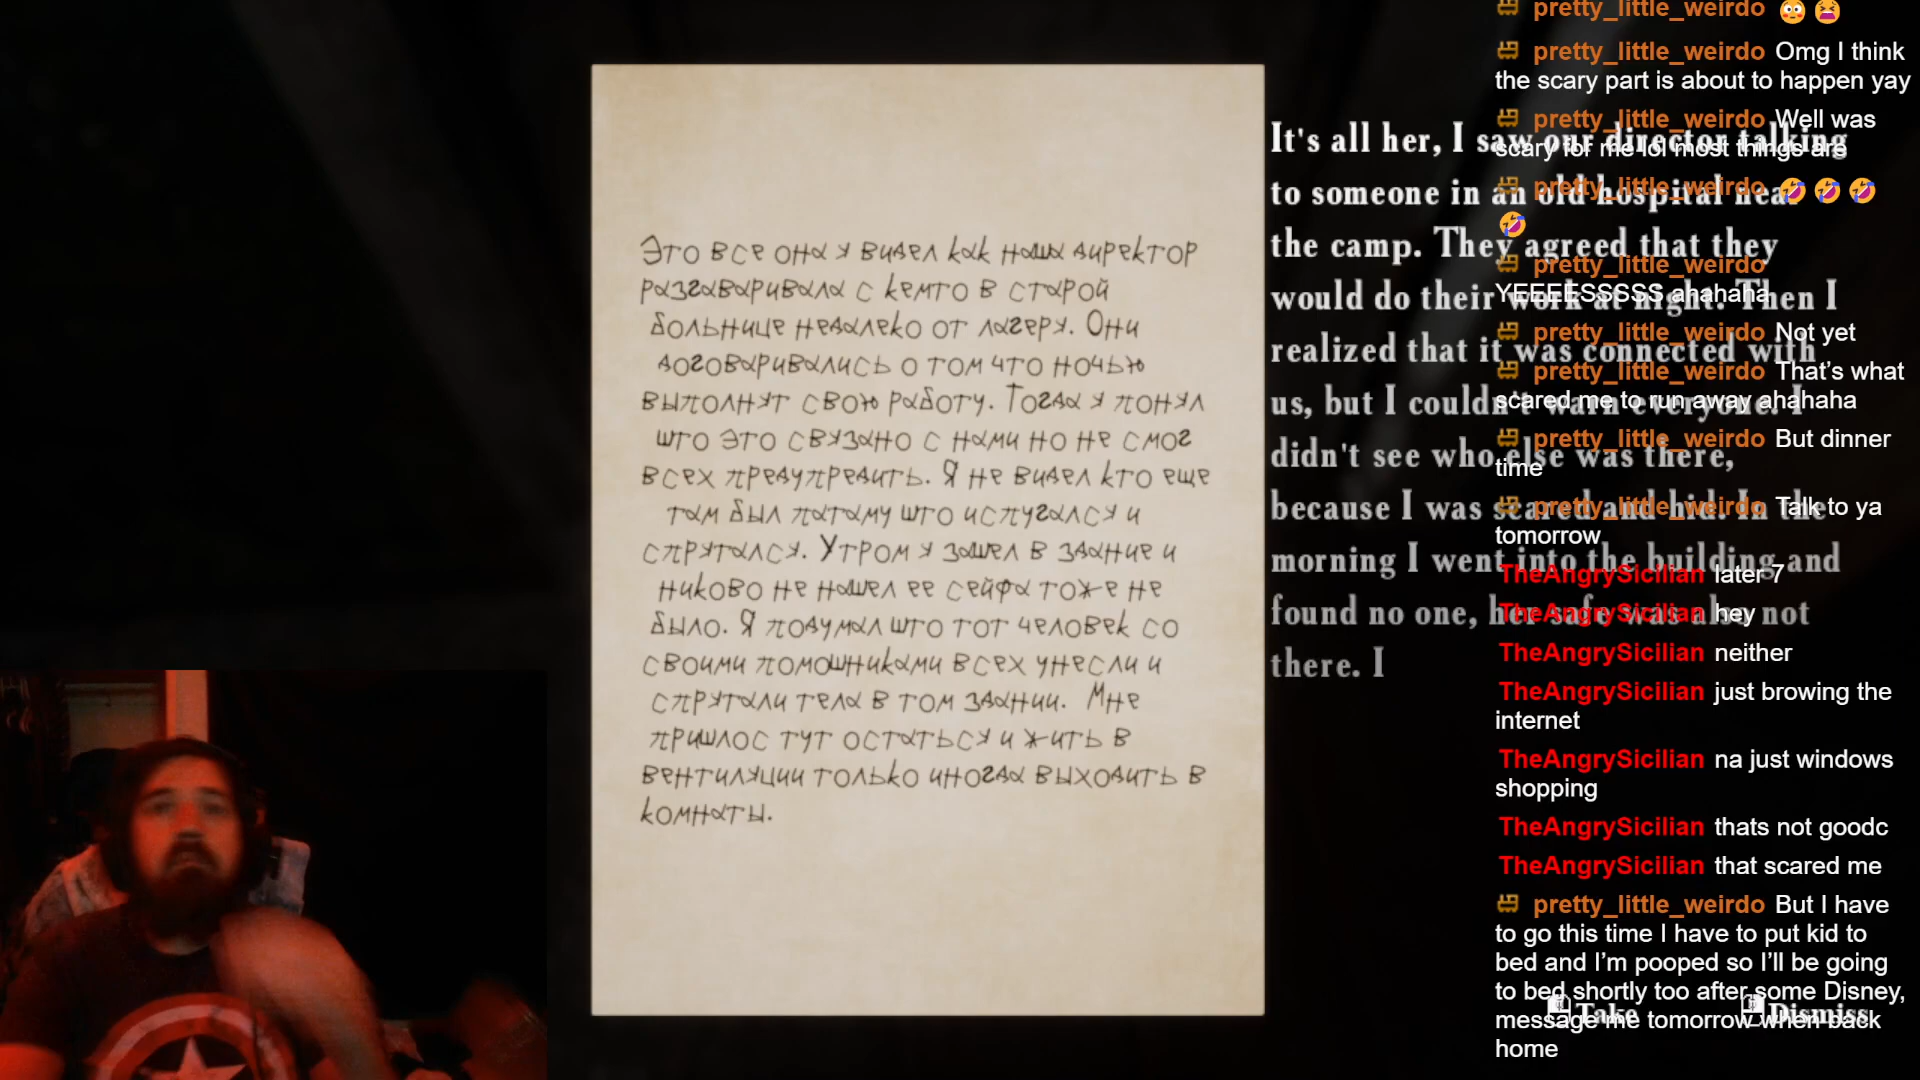 Это все она я видел как наша директор
разгаваривала с кемто в старой
больнице недалеко от лагеру. Они
договаривались о том что ночью
выполнят свою работу. Тогда я понял
што это связано с нами но не смог
всех предупредить. Я не видел кто еще
там был патаму што испугался и
спрятался. Утром я зашел в здание и
никово не нашел ее сейфа тоже не
было. Я подумал што тот человек со
своими помошниками всех унесли и
спрятали тела в том здании. Мне
пришлос тут остаться и жить в
вентиляции только иногда выходить в
комнаты.
It's all her, I saw our director talking
to someone in an old hospital near
the camp. They agreed that they
would do their work at night. Then I
realized that it was connected with
us, but I couldn't warn everyone. I
didn't see who else was there,
because I was scared and hid. In the
morning I went into the building and
found no one, her safe was also not
there. I
Take
Dismiss
pretty_little_weirdo 😳 😫
pretty_little_weirdo Omg I think
the scary part is about to happen yay
pretty_little_weirdo Well was
scary for me lol most things are
pretty_little_weirdo 🤣 🤣 🤣
🤣
pretty_little_weirdo
YEEEESSSSS ahahaha
pretty_little_weirdo Not yet
pretty_little_weirdo That's what
scared me to run away ahahaha
pretty_little_weirdo But dinner
time
pretty_little_weirdo Talk to ya
tomorrow
TheAngrySicilian later 7
TheAngrySicilian hey
TheAngrySicilian neither
TheAngrySicilian just browing the
internet
TheAngrySicilian na just windows
shopping
TheAngrySicilian thats not goodc
TheAngrySicilian that scared me
pretty_little_weirdo But I have
to go this time I have to put kid to
bed and I'm pooped so I'll be going
to bed shortly too after some Disney,
message me tomorrow when back
home